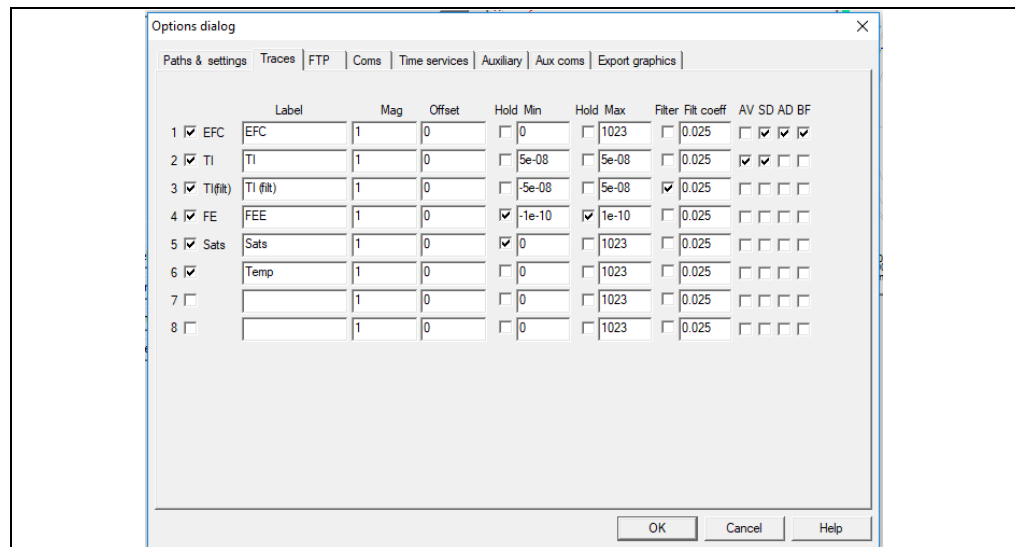 Options dialog
Paths & settings Traces FTP Coms Time services Auxiliary Aux coms Export graphics
Label Mag Offset Hold Min Hold Max Filter Filt coeff AV SD AD BF
1 EFC EFC 1 0 0 1023 0.025
2 TI TI 1 0 5e-08 5e-08 0.025
3 TI(filt) TI (filt) 1 0 -5e-08 5e-08 0.025
4 FE FEE 1 0 -1e-10 1e-10 0.025
5 Sats Sats 1 0 0 1023 0.025
6 Temp 1 0 0 1023 0.025
7 1 0 0 1023 0.025
8 1 0 0 1023 0.025
OK Cancel Help